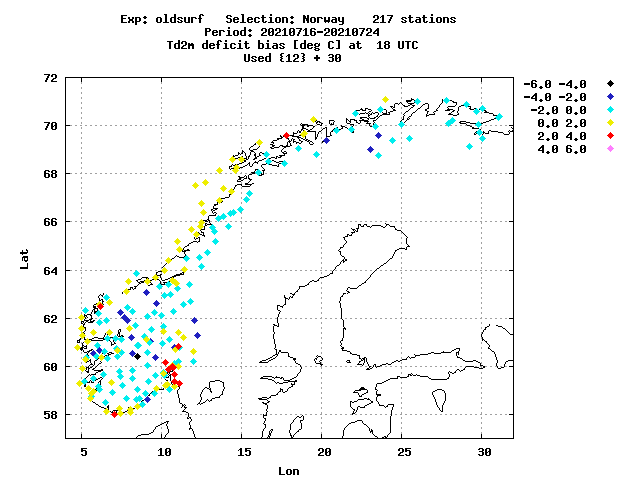 Exp: oldsurf   Selection: Norway    217 stations
Period: 20210716-20210724
Td2m deficit bias [deg C] at  18 UTC
Used {12} + 30
72
70
68
66
64
62
60
58
5 10 15 20 25 30
Lat
Lon
-6.0 -4.0
-4.0 -2.0
-2.0 0.0
0.0 2.0
2.0 4.0
4.0 6.0